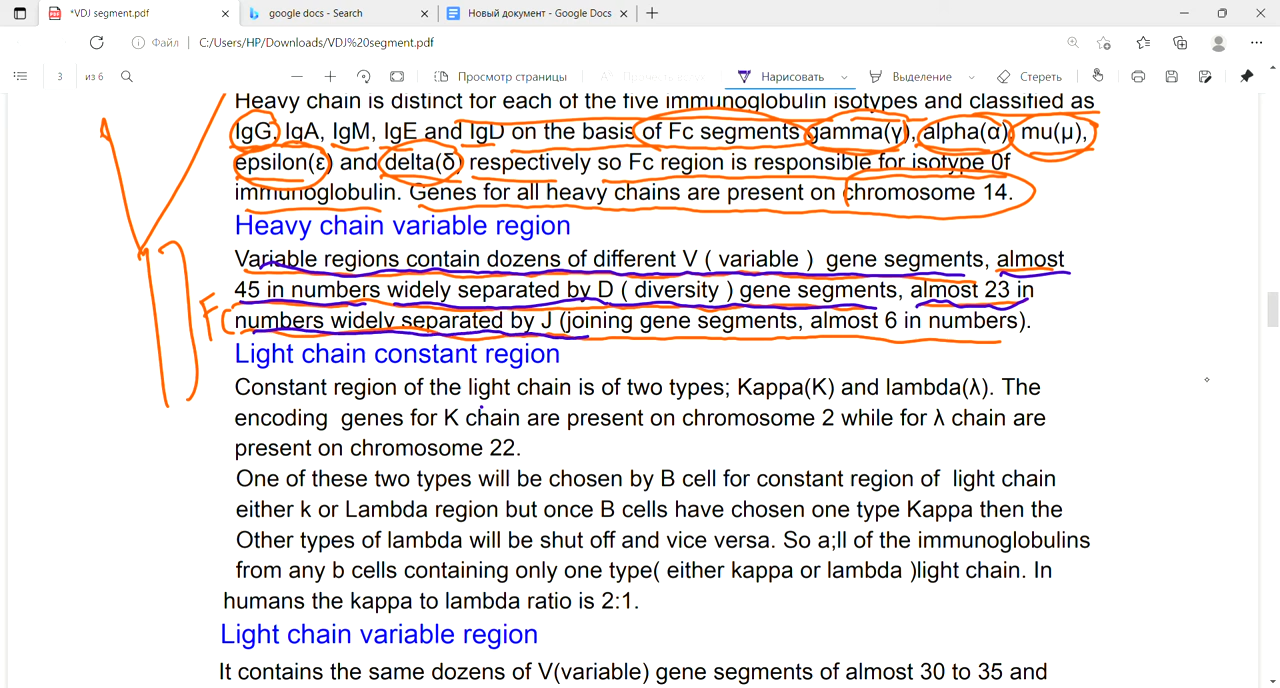 *VDJ segment.pdf
google docs - Search
Новый документ - Google Docs
Файл
C:/Users/HP/Downloads/VDJ%20segment.pdf
3 из 6
Просмотр страницы
Нарисовать
Выделение
Стереть
Heavy chain is distinct for each of the five immunoglobulin isotypes and classified as
IgG, IgA, IgM, IgE and IgD on the basis of Fc segments gamma(γ), alpha(α) mu(μ),
epsilon(ε) and delta(δ) respectively so Fc region is responsible for isotype 0f
immunoglobulin. Genes for all heavy chains are present on chromosome 14.
Heavy chain variable region
Variable regions contain dozens of different V ( variable ) gene segments, almost
45 in numbers widely separated by D ( diversity ) gene segments, almost 23 in
numbers widely separated by J (joining gene segments, almost 6 in numbers).
Fc
Light chain constant region
Constant region of the light chain is of two types; Kappa(K) and lambda(λ). The
encoding genes for K chain are present on chromosome 2 while for λ chain are
present on chromosome 22.
One of these two types will be chosen by B cell for constant region of light chain
either k or Lambda region but once B cells have chosen one type Kappa then the
Other types of lambda will be shut off and vice versa. So a;ll of the immunoglobulins
from any b cells containing only one type( either kappa or lambda )light chain. In
humans the kappa to lambda ratio is 2:1.
Light chain variable region
It contains the same dozens of V(variable) gene segments of almost 30 to 35 and